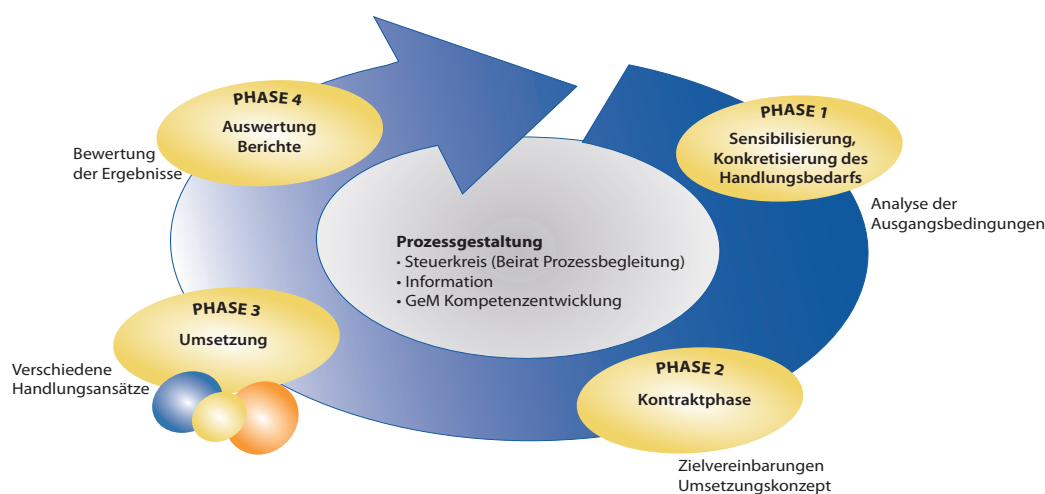 PHASE 4
Auswertung
Berichte
Bewertung
der Ergebnisse
PHASE 1
Sensibilisierung,
Konkretisierung des
Handlungsbedarfs
Analyse der
Ausgangsbedingungen
Prozessgestaltung
• Steuerkreis (Beirat Prozessbegleitung)
• Information
• GeM Kompetenzentwicklung
PHASE 3
Umsetzung
Verschiedene
Handlungsansätze
PHASE 2
Kontraktphase
Zielvereinbarungen
Umsetzungskonzept